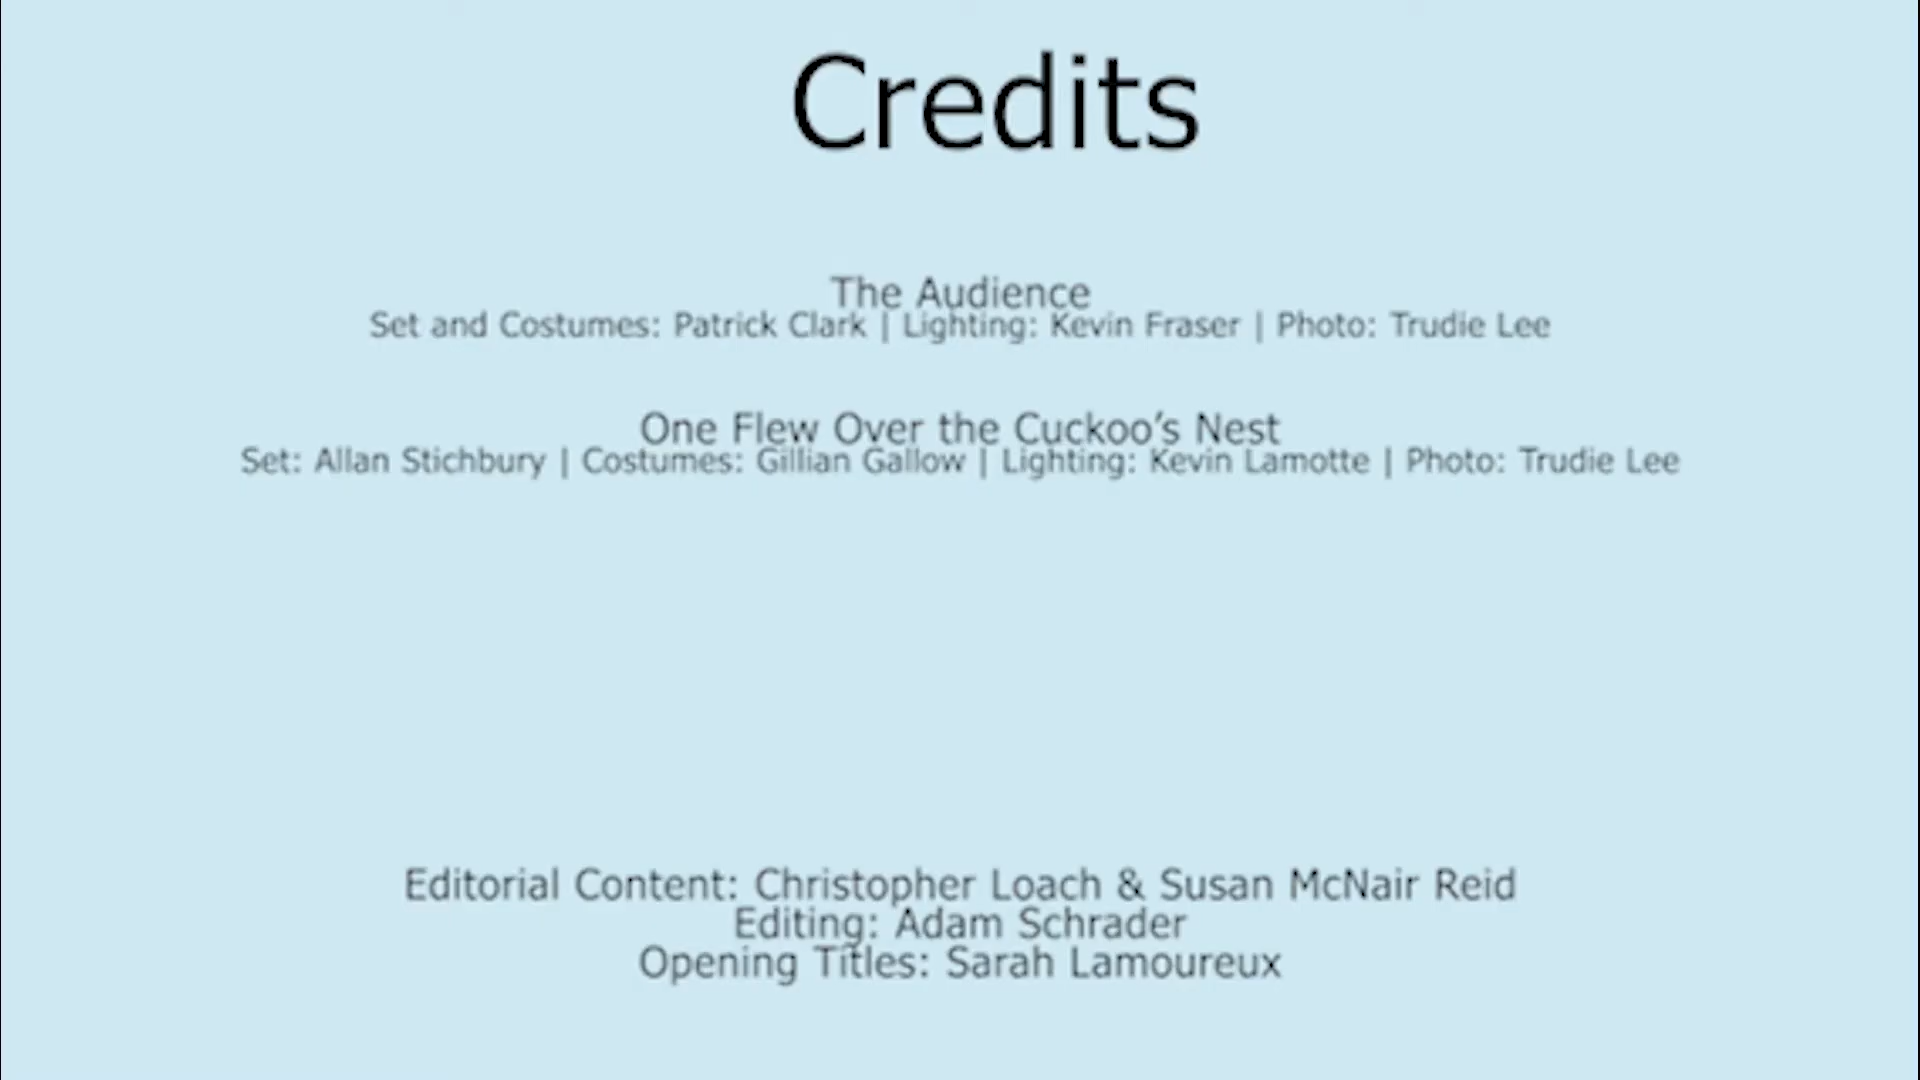 Credits
The Audience
Set and Costumes: Patrick Clark | Lighting: Kevin Fraser | Photo: Trudie Lee
One Flew Over the Cuckoo’s Nest
Set: Allan Stichbury | Costumes: Gillian Gallow | Lighting: Kevin Lamotte | Photo: Trudie Lee
Editorial Content: Christopher Loach & Susan McNair Reid
Editing: Adam Schrader
Opening Titles: Sarah Lamoureux